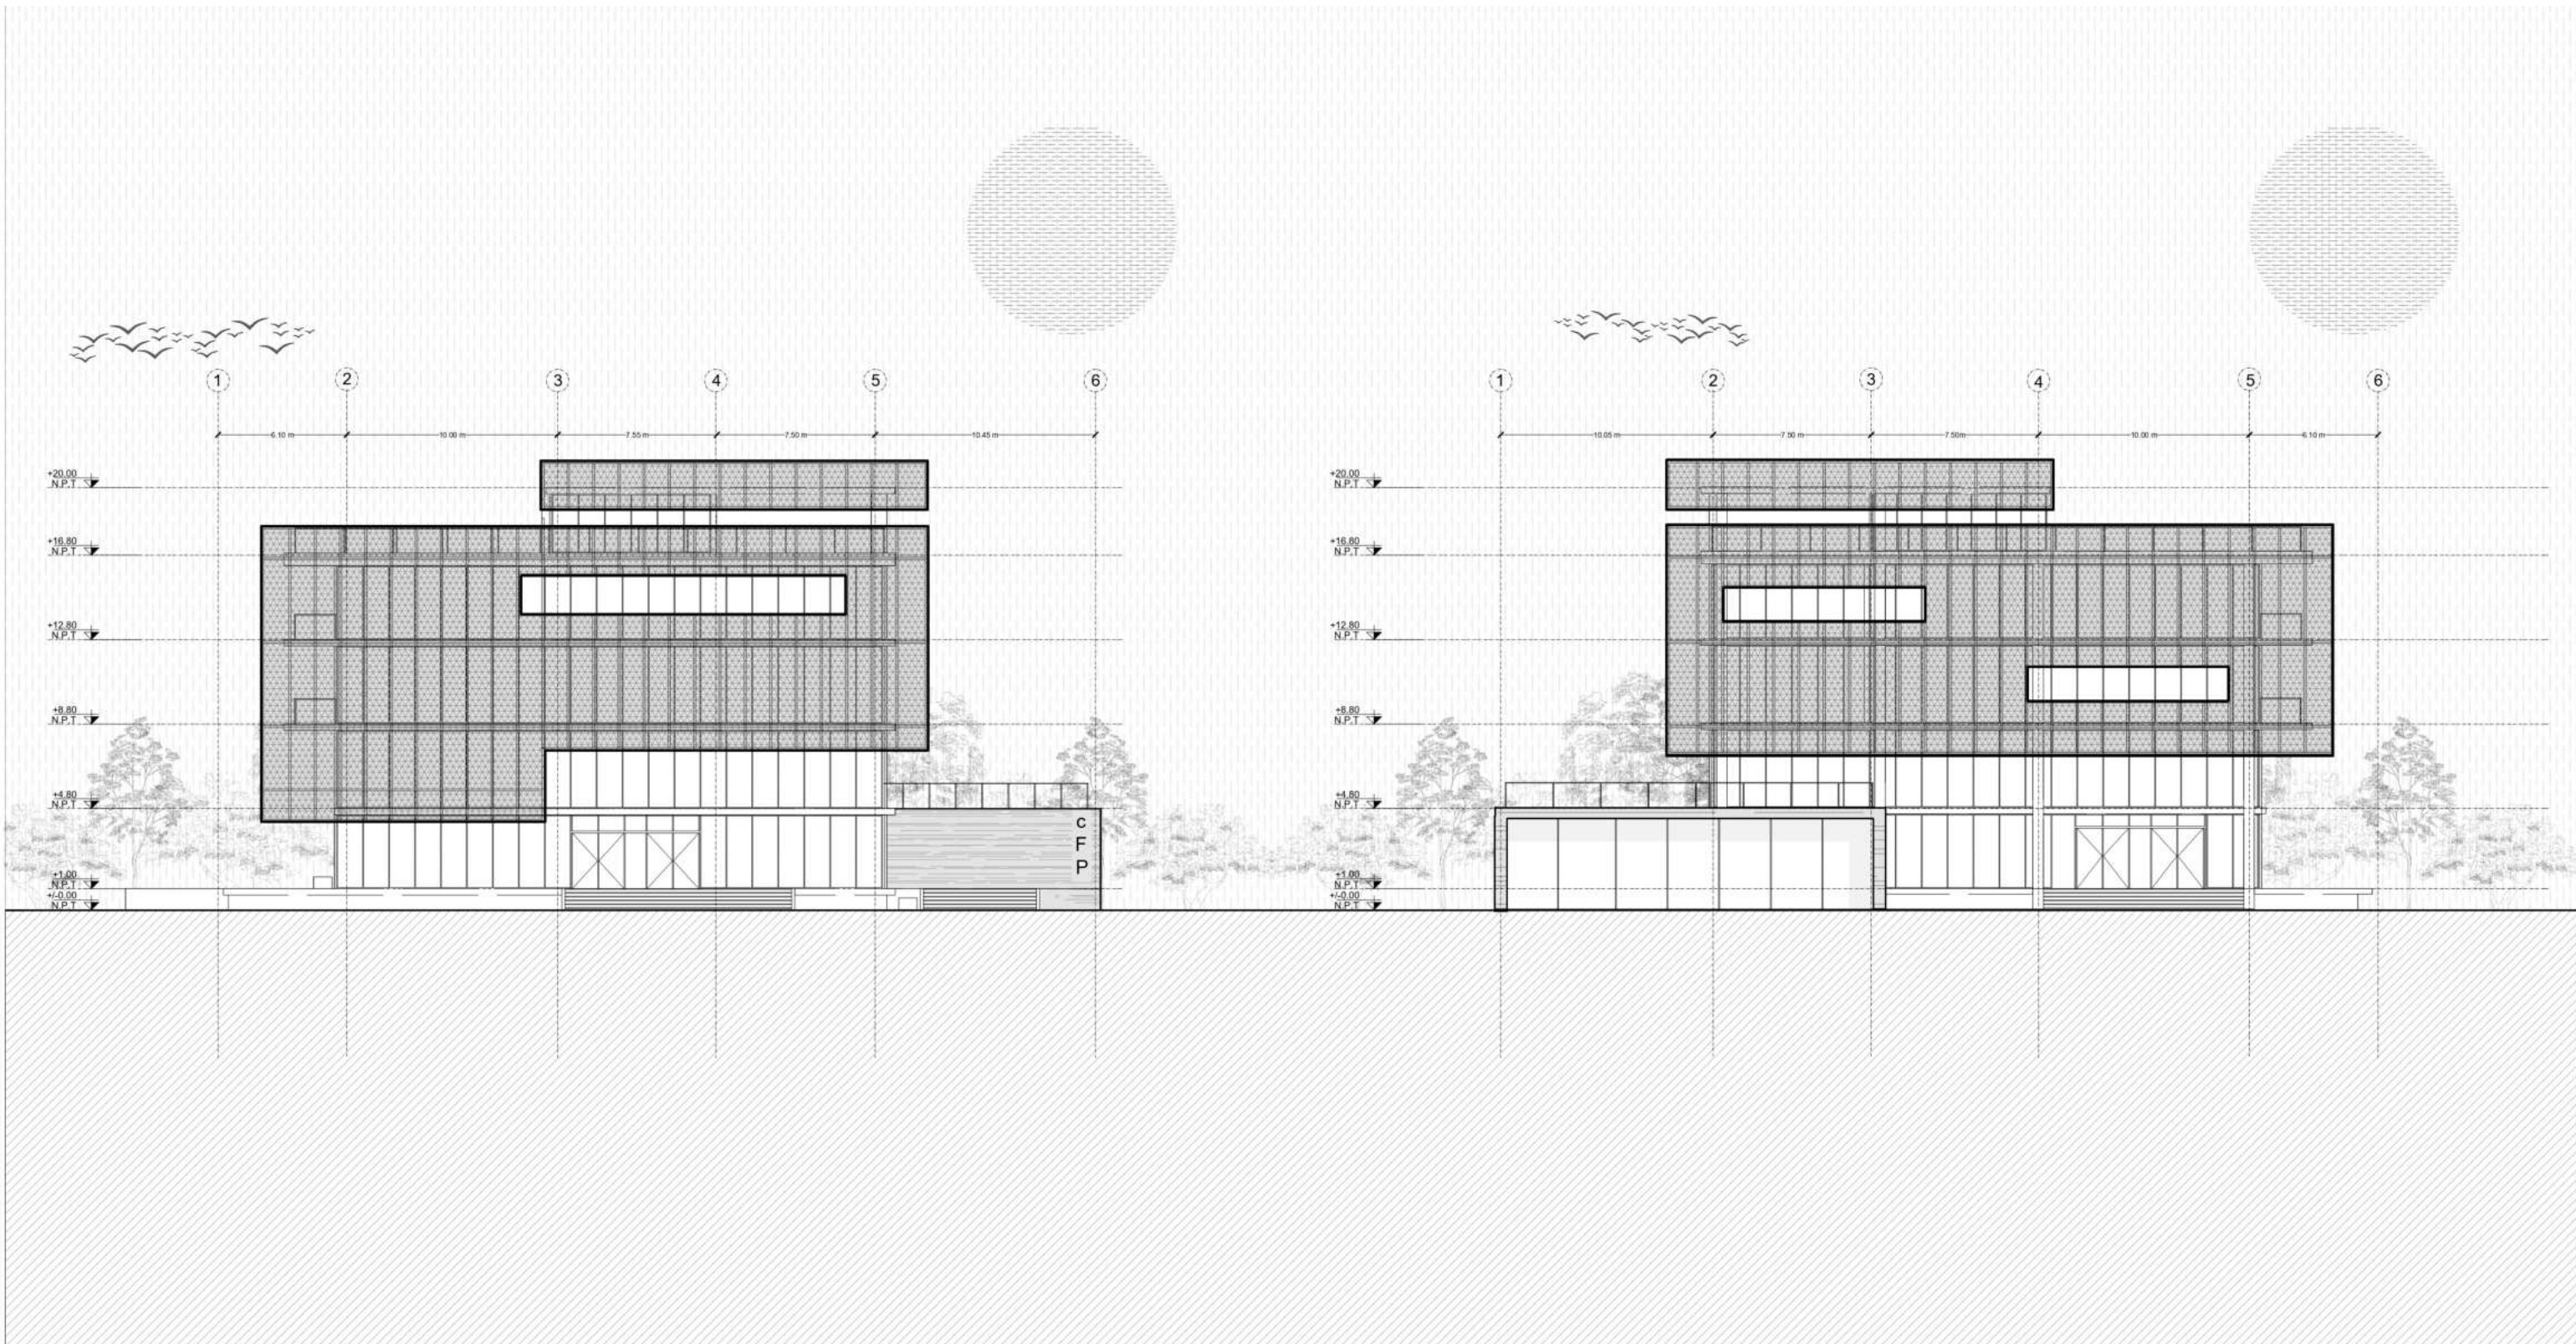 1 2 3 4 5 6
6.10 m 10.00 m 7.55 m 7.50 m 10.45 m
+20.00
N.P.T
+16.80
N.P.T
+12.80
N.P.T
+8.80
N.P.T
+4.80
N.P.T
+1.00
N.P.T
+/-0.00
N.P.T
c
F
P
1 2 3 4 5 6
10.05 m 7.50 m 7.50m 10.00 m 6.10 m
+20.00
N.P.T
+16.80
N.P.T
+12.80
N.P.T
+8.80
N.P.T
+4.80
N.P.T
+1.00
N.P.T
+/-0.00
N.P.T